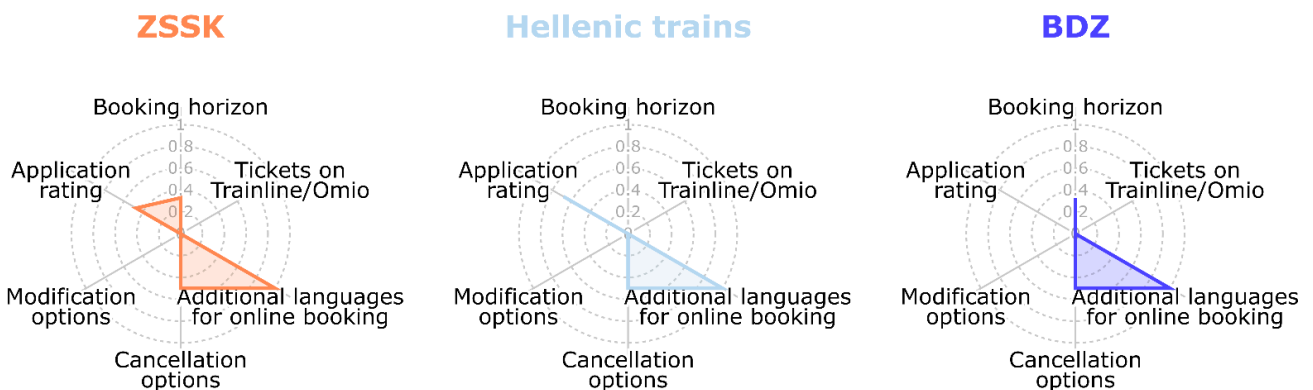 ZSSK
Booking horizon
1
0.8
0.6
0.4
0.2
0
Application
rating
Tickets on
Trainline/Omio
Modification
options
Additional languages
for online booking
Cancellation
options
Hellenic trains
Booking horizon
1
0.8
0.6
0.4
0.2
0
Application
rating
Tickets on
Trainline/Omio
Modification
options
Additional languages
for online booking
Cancellation
options
BDZ
Booking horizon
1
0.8
0.6
0.4
0.2
0
Application
rating
Tickets on
Trainline/Omio
Modification
options
Additional languages
for online booking
Cancellation
options